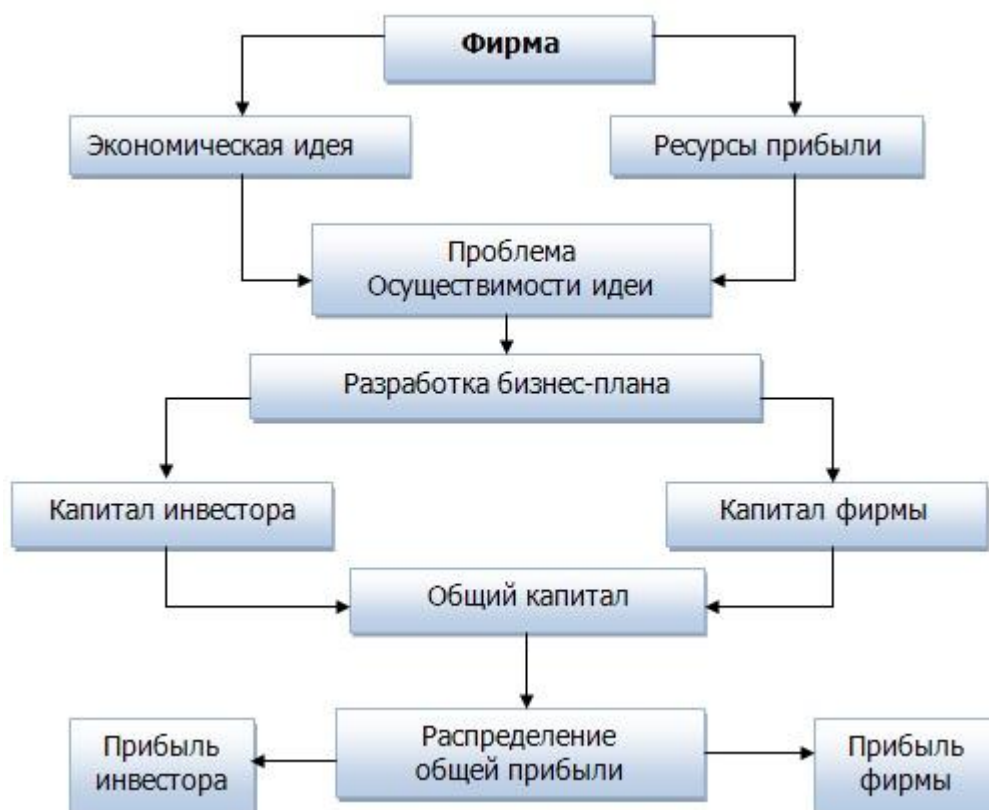 Фирма
Экономическая идея
Ресурсы прибыли
Проблема
Осуществимости идеи
Разработка бизнес-плана
Капитал инвестора
Капитал фирмы
Общий капитал
Прибыль
инвестора
Распределение
общей прибыли
Прибыль
фирмы